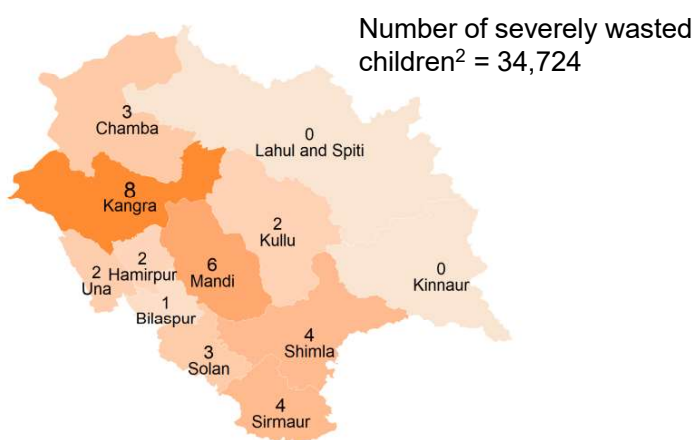 Number of severely wasted
children² = 34,724
3
Chamba
0
Lahul and Spiti
8
Kangra
2
Kullu
0
Kinnaur
2
Una
2
Hamirpur
6
Mandi
1
Bilaspur
4
Shimla
3
Solan
4
Sirmaur